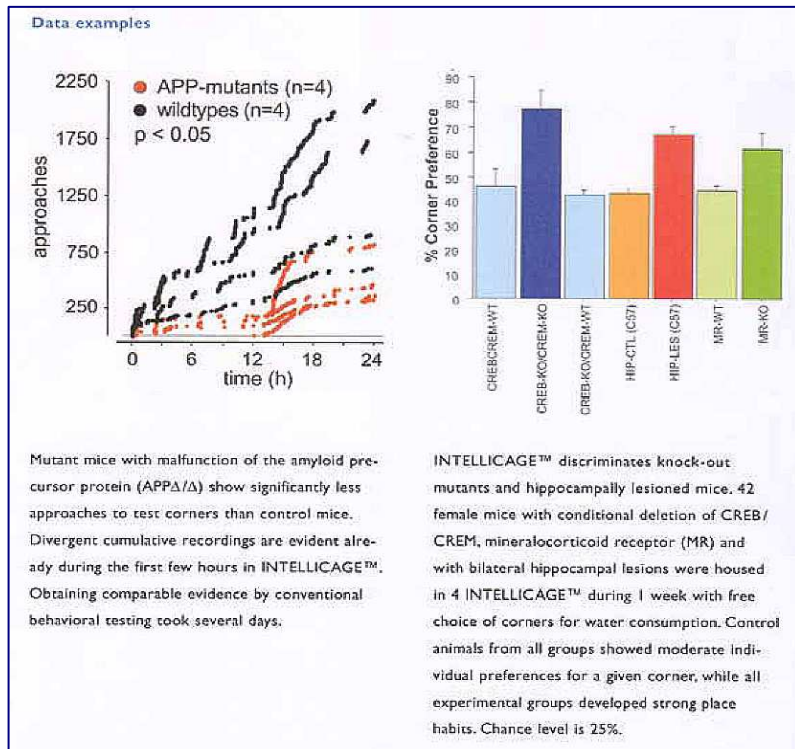 Data examples
2250
1750
1250
750
250
approaches
APP-mutants (n=4)
wildtypes (n=4)
p < 0.05
0
6
12
18
24
time (h)
90
80
70
60
50
40
30
20
10
0
% Corner Preference
CREBCREM-WT
CREB-KO/CREM-KO
CREB-KO/CREM-WT
HIP-CTL (C57)
HIP-LES (C57)
MR-WT
MR-KO
Mutant mice with malfunction of the amyloid pre-
cursor protein (APPΔ/Δ) show significantly less
approaches to test corners than control mice.
Divergent cumulative recordings are evident alre-
ady during the first few hours in INTELLICAGE™.
Obtaining comparable evidence by conventional
behavioral testing took several days.
INTELLICAGE™ discriminates knock-out
mutants and hippocampally lesioned mice. 42
female mice with conditional deletion of CREB/
CREM, mineralocorticoid receptor (MR) and
with bilateral hippocampal lesions were housed
in 4 INTELLICAGE™ during 1 week with free
choice of corners for water consumption. Control
animals from all groups showed moderate indi-
vidual preferences for a given corner, while all
experimental groups developed strong place
habits. Chance level is 25%.